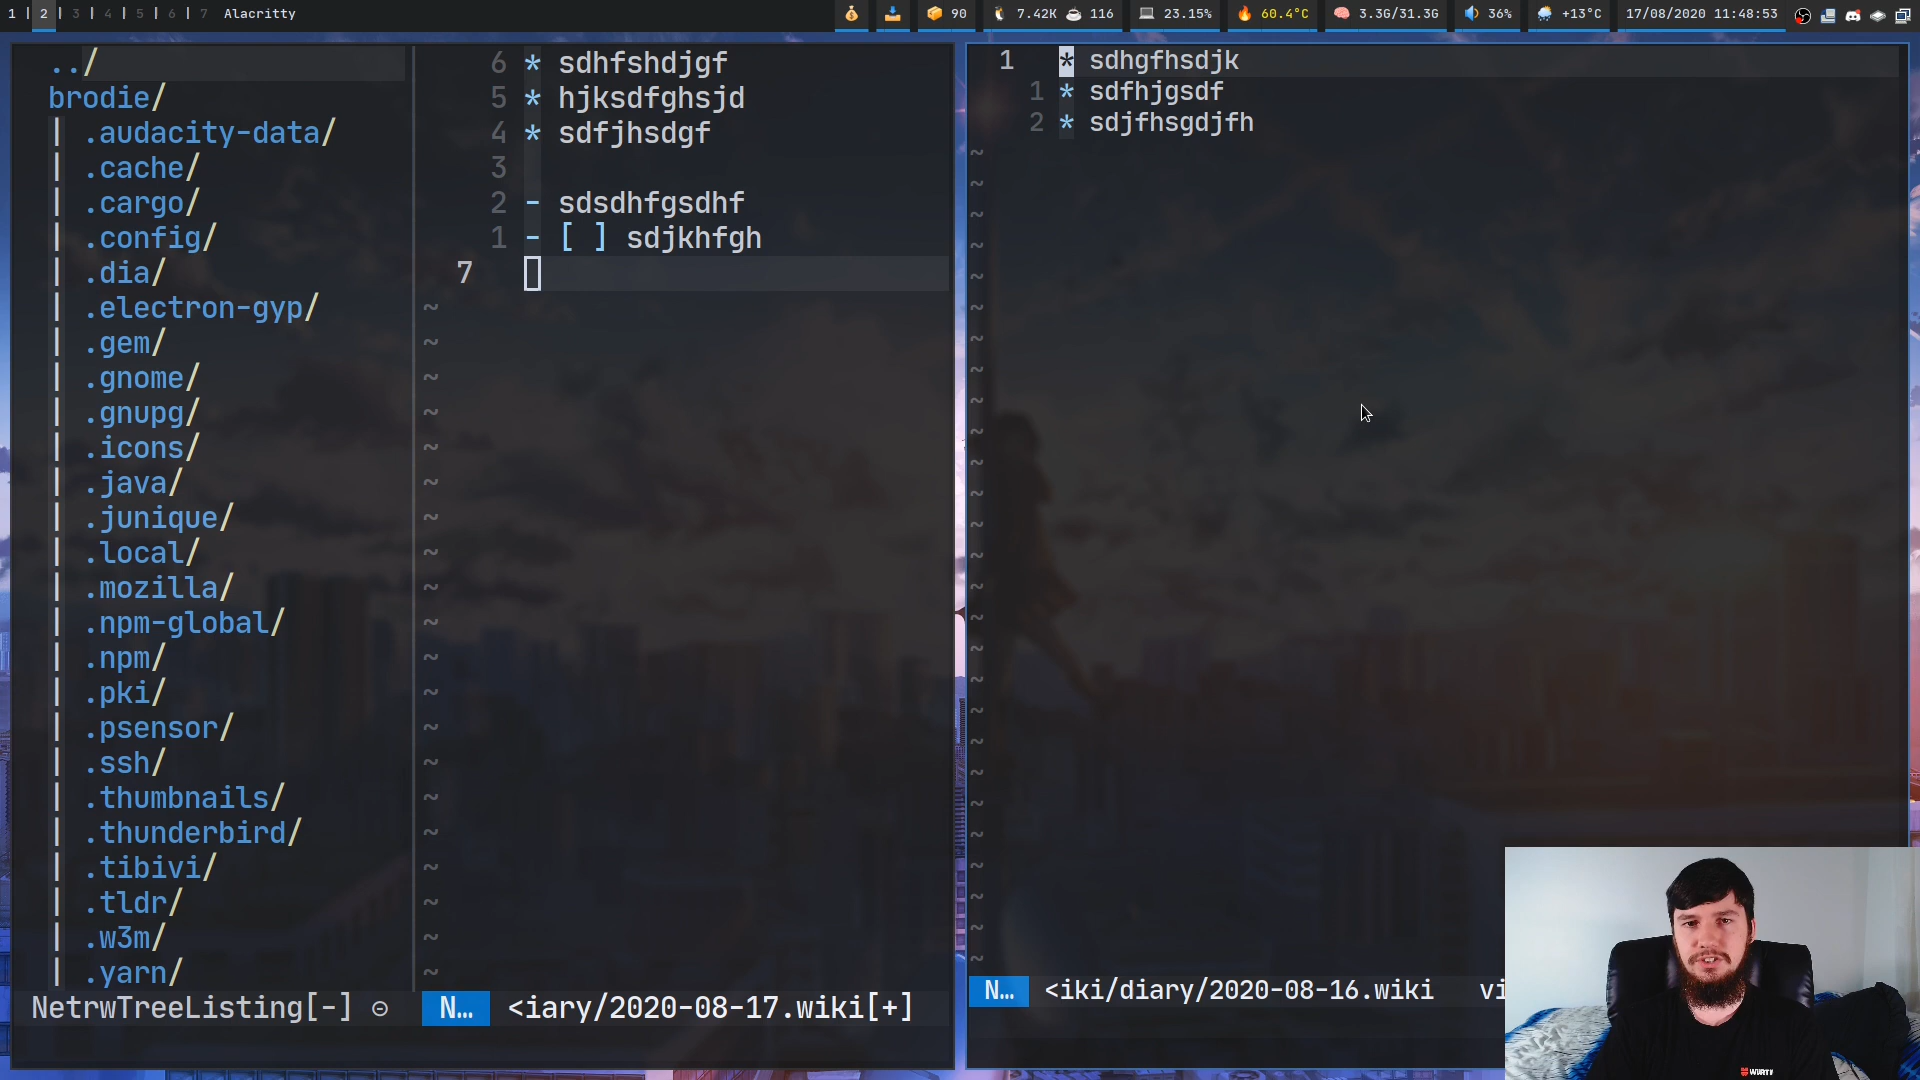 1 | 2 | 3 | 4 | 5 | 6 | 7 Alacritty
90 7.42K 116 23.15% 60.4°C 3.3G/31.3G 36% +13°C 17/08/2020 11:48:53
../
brodie/
| .audacity-data/
| .cache/
| .cargo/
| .config/
| .dia/
| .electron-gyp/
| .gem/
| .gnome/
| .gnupg/
| .icons/
| .java/
| .junique/
| .local/
| .mozilla/
| .npm-global/
| .npm/
| .pki/
| .psensor/
| .ssh/
| .thumbnails/
| .thunderbird/
| .tibivi/
| .tldr/
| .w3m/
| .yarn/
NetrwTreeListing[-]
6 * sdhfshdjgf
5 * hjksdfghsjd
4 * sdfjhsdgf
3
2 - sdsdhfgsdhf
1 - [ ] sdjkhfgh
7
N… <iary/2020-08-17.wiki[+]
1 * sdhgfhsdjk
1 * sdfhjgsdf
2 * sdjfhsgdjfh
N… <iki/diary/2020-08-16.wiki vi